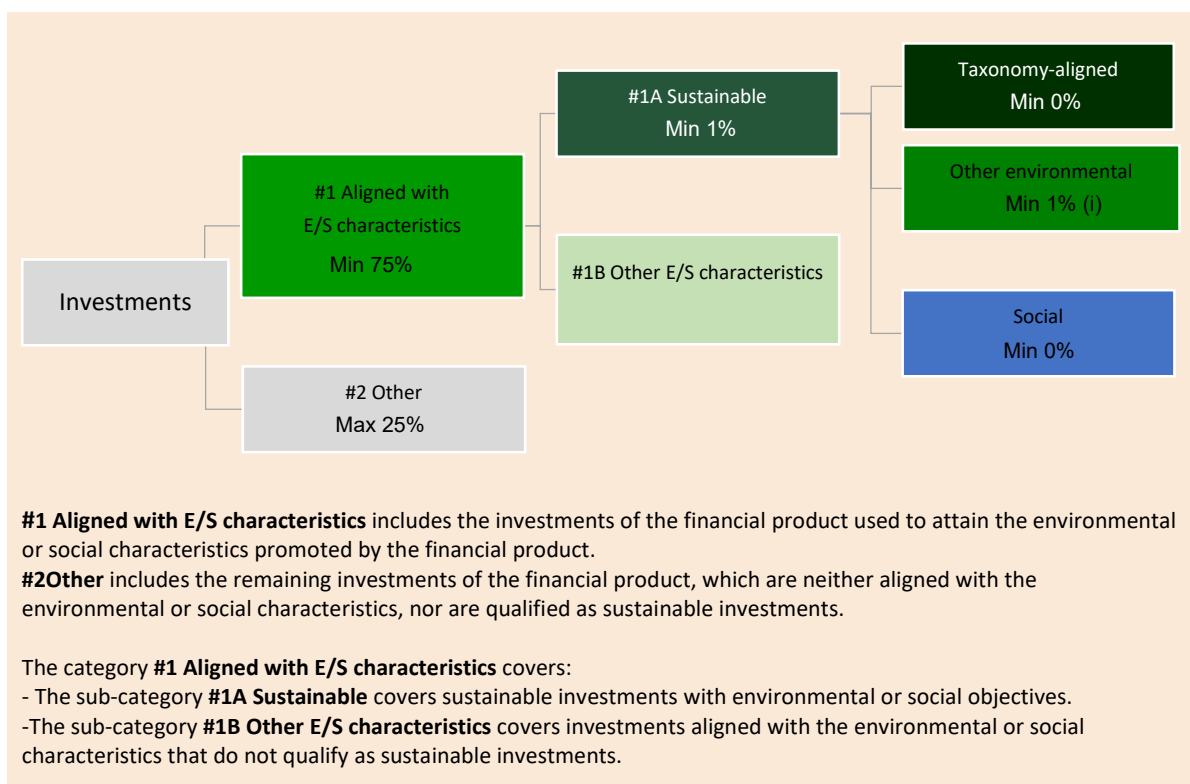 Investments
#1 Aligned with
E/S characteristics
Min 75%
#2 Other
Max 25%
#1A Sustainable
Min 1%
#1B Other E/S characteristics
Taxonomy-aligned
Min 0%
Other environmental
Min 1% (i)
Social
Min 0%
#1 Aligned with E/S characteristics includes the investments of the financial product used to attain the environmental
or social characteristics promoted by the financial product.
#2Other includes the remaining investments of the financial product, which are neither aligned with the
environmental or social characteristics, nor are qualified as sustainable investments.
The category #1 Aligned with E/S characteristics covers:
- The sub-category #1A Sustainable covers sustainable investments with environmental or social objectives.
-The sub-category #1B Other E/S characteristics covers investments aligned with the environmental or social
characteristics that do not qualify as sustainable investments.